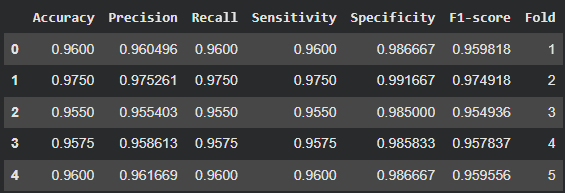 Accuracy Precision Recall Sensitivity Specificity F1-score Fold
0 0.9600 0.960496 0.9600 0.9600 0.986667 0.959818 1
1 0.9750 0.975261 0.9750 0.9750 0.991667 0.974918 2
2 0.9550 0.955403 0.9550 0.9550 0.985000 0.954936 3
3 0.9575 0.958613 0.9575 0.9575 0.985833 0.957837 4
4 0.9600 0.961669 0.9600 0.9600 0.986667 0.959556 5